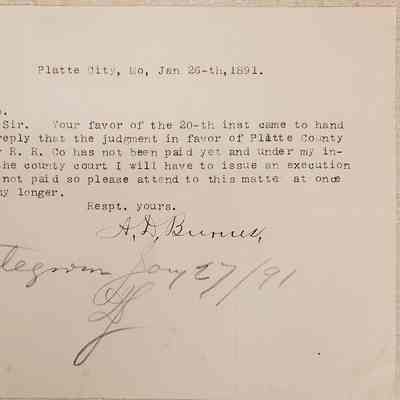 Platte City, Mo, Jan 26-th,1891.
Sir. Your favor of the 20-th inst came to hand
reply that the judgment in favor of Platte County
R. R. Co has not been paid yet and under my in-
the county court I will have to issue an execution
not paid so please attend to this matter at once
ny longer.
Respt. yours.
A. D. Burnes,
Jany 27/91